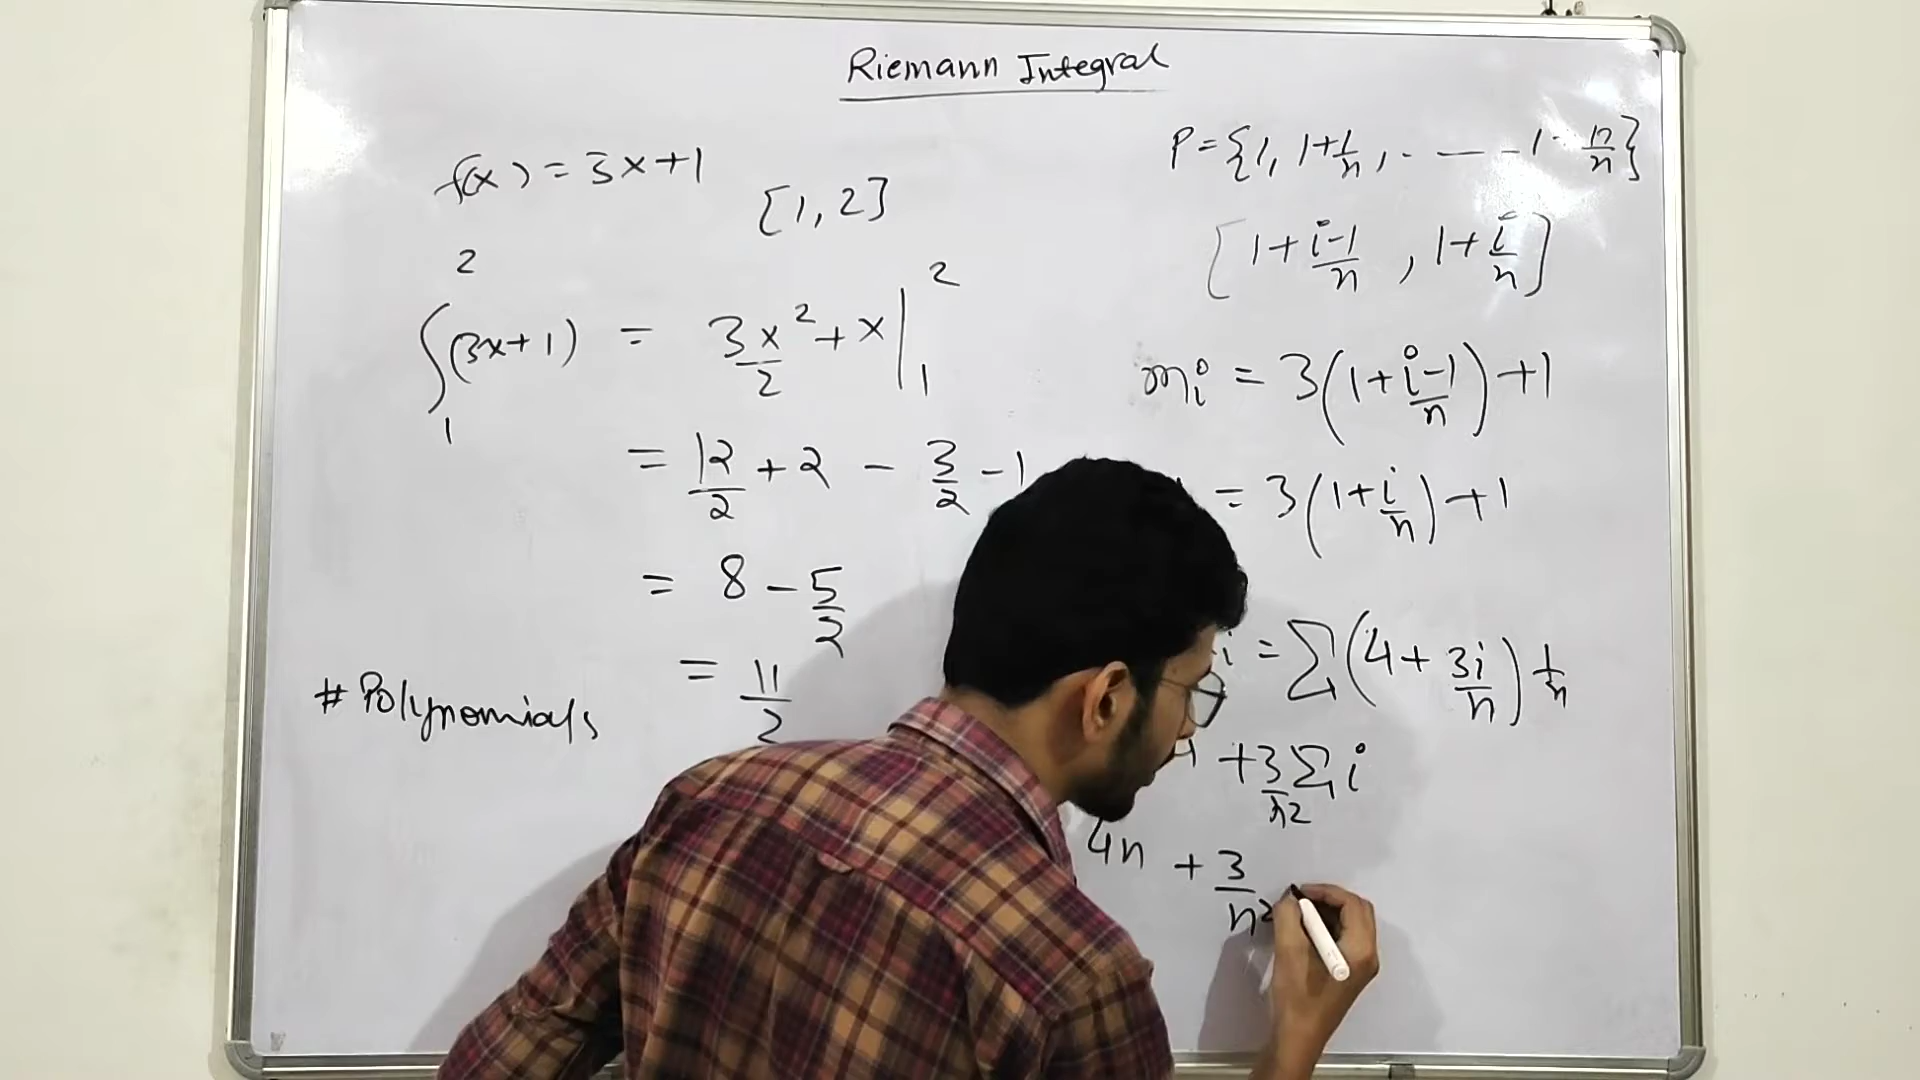 Riemann Integral
f(x) = 3x+1
[1, 2]
∫₁² (3x+1) = 3x²/2 + x |₁²
= 12/2 + 2 - 3/2 - 1
= 8 - 5/2
= 11/2
# Polynomials
P = {1, 1+1/n, . — — 1 . n/n}
[1 + (i-1)/n , 1 + i/n]
mᵢ = 3(1 + (i-1)/n) + 1
= 3(1 + i/n) + 1
i = Σ(4 + 3i/n) 1/n
+ 3/n² Σ i
4n + 3/n²